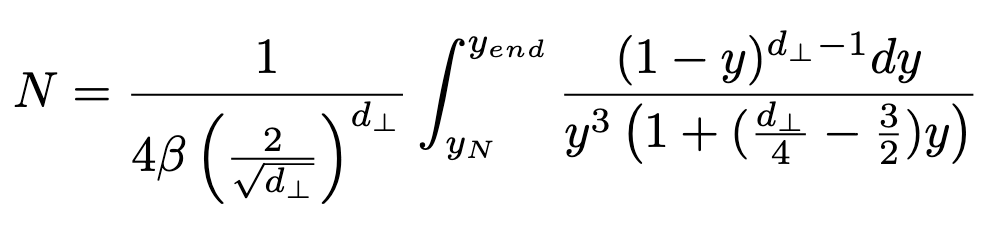 N = \frac{1}{4\beta \left( \frac{2}{\sqrt{d_\perp}} \right)^{d_\perp}} \int_{y_N}^{y_{end}} \frac{(1-y)^{d_\perp - 1} dy}{y^3 \left( 1 + (\frac{d_\perp}{4} - \frac{3}{2}) y \right)}